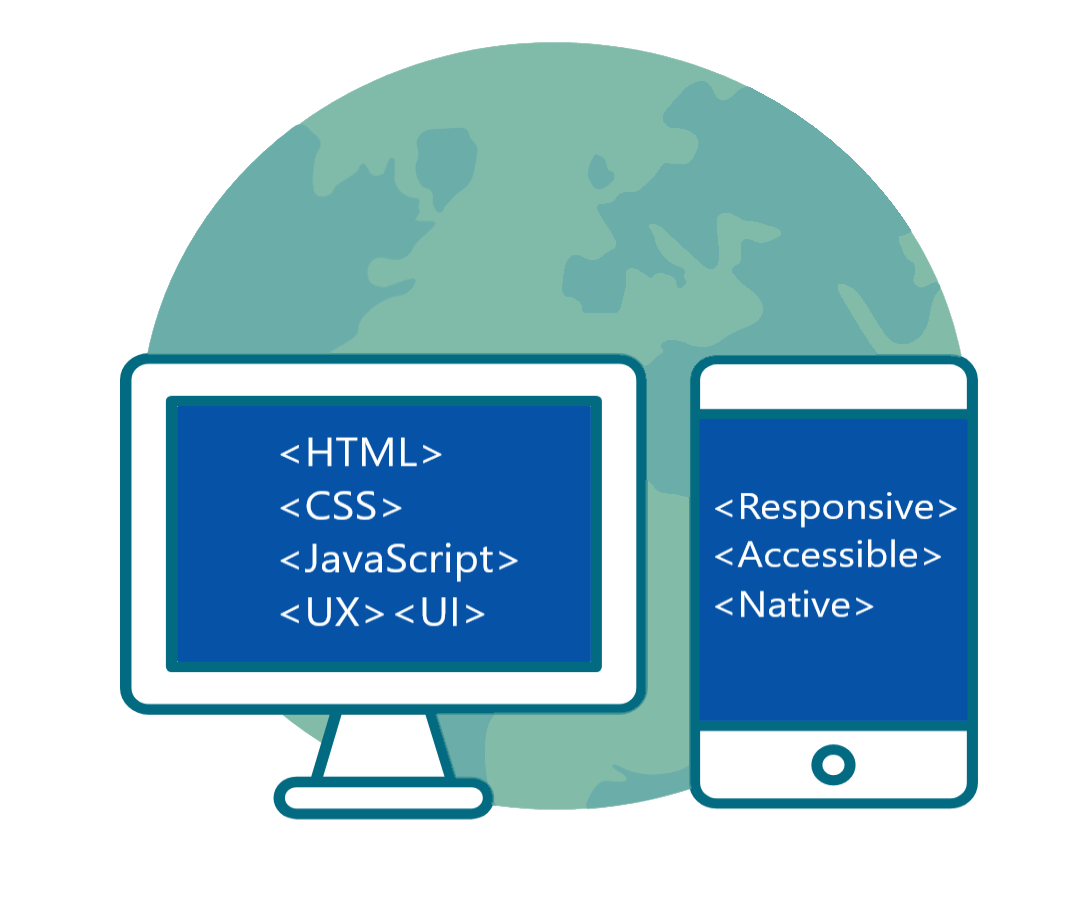 <HTML>
<CSS>
<JavaScript>
<UX><UI>
<Responsive>
<Accessible>
<Native>